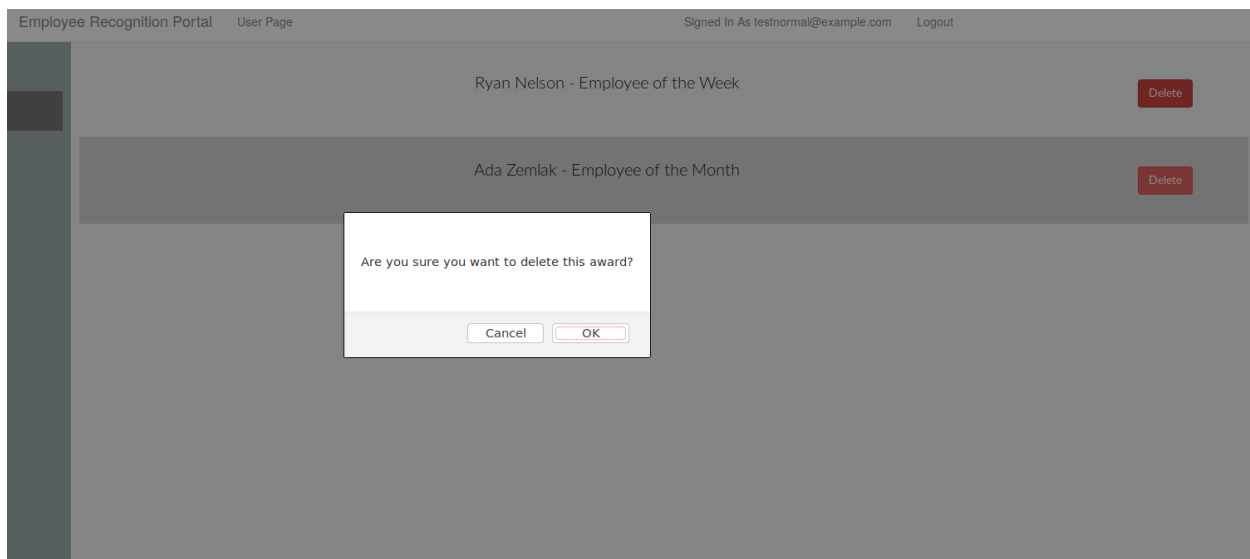 Employee Recognition Portal User Page Signed In As testnormal@example.com Logout
Ryan Nelson - Employee of the Week Delete
Ada Zemlak - Employee of the Month Delete
Are you sure you want to delete this award?
Cancel OK